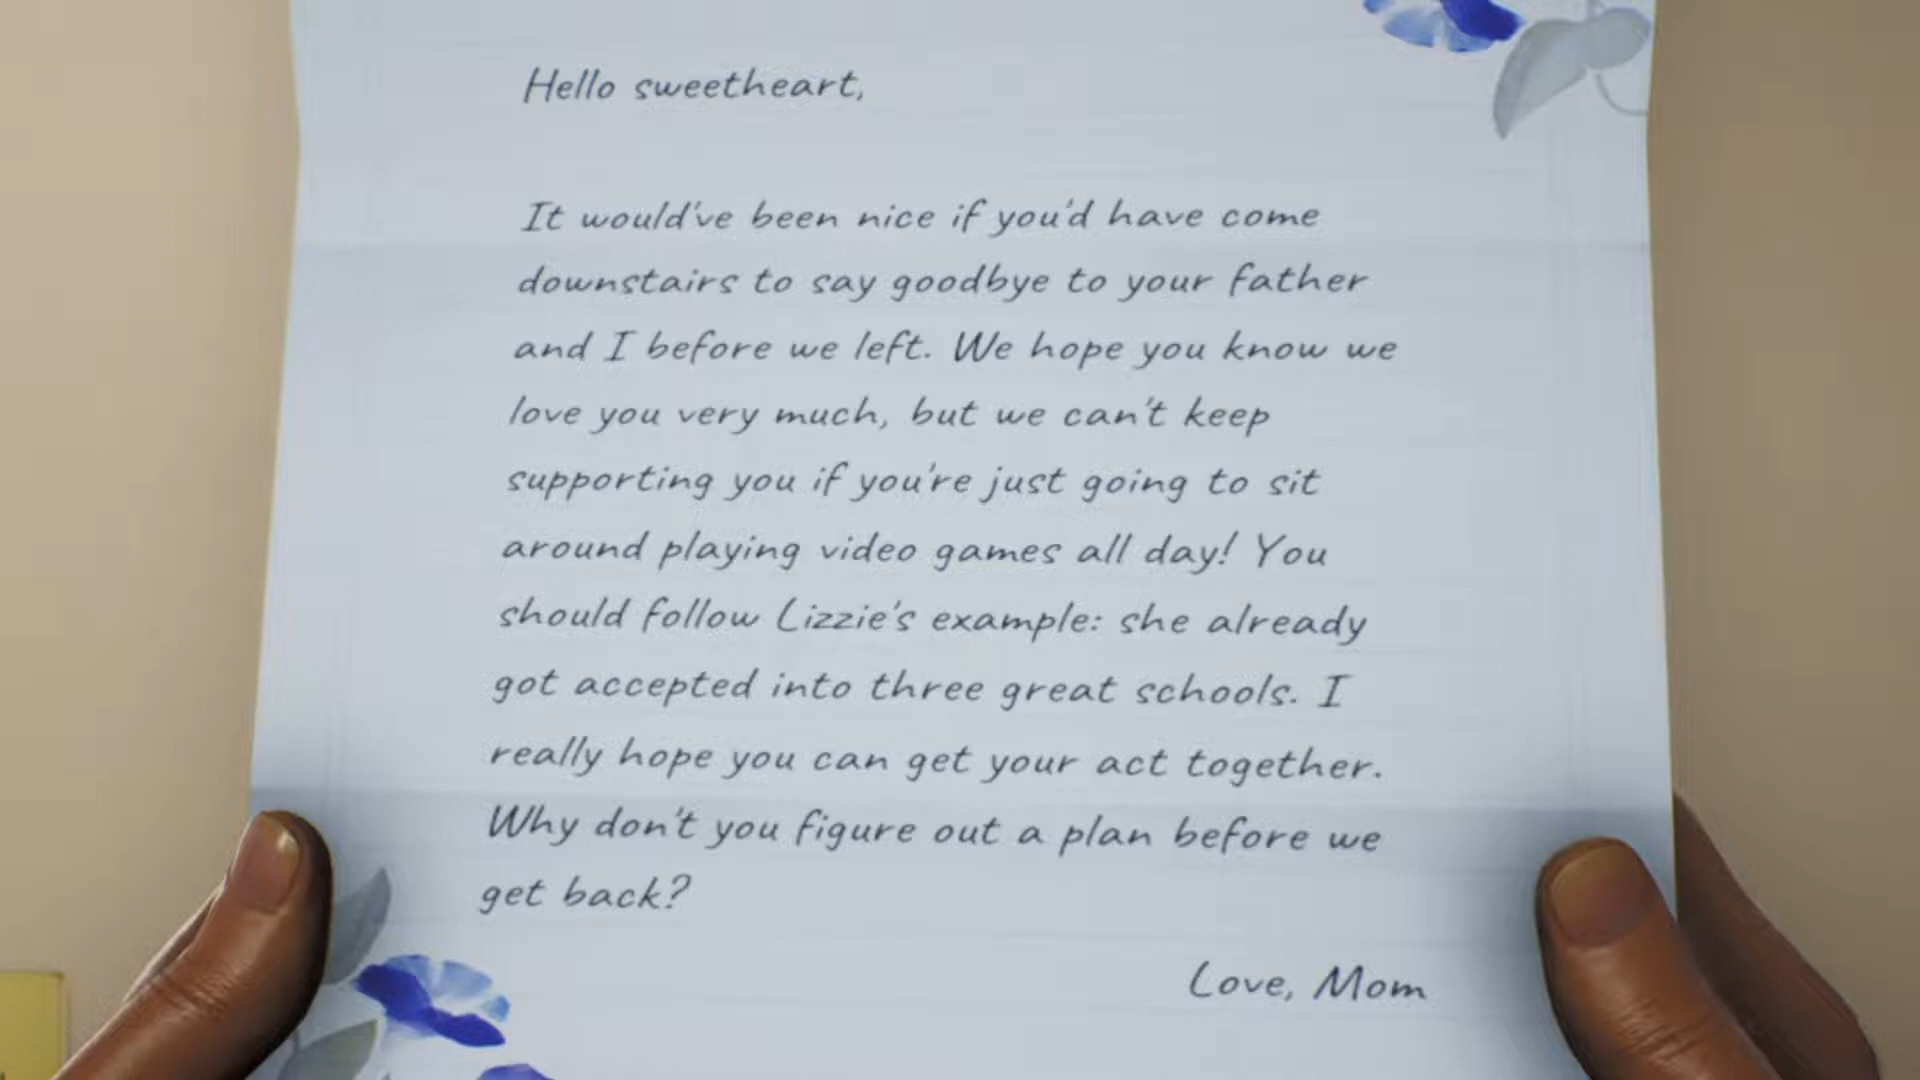 Hello sweetheart,
It would've been nice if you'd have come
downstairs to say goodbye to your father
and I before we left. We hope you know we
love you very much, but we can't keep
supporting you if you're just going to sit
around playing video games all day! You
should follow Lizzie's example: she already
got accepted into three great schools. I
really hope you can get your act together.
Why don't you figure out a plan before we
get back?
Love, Mom